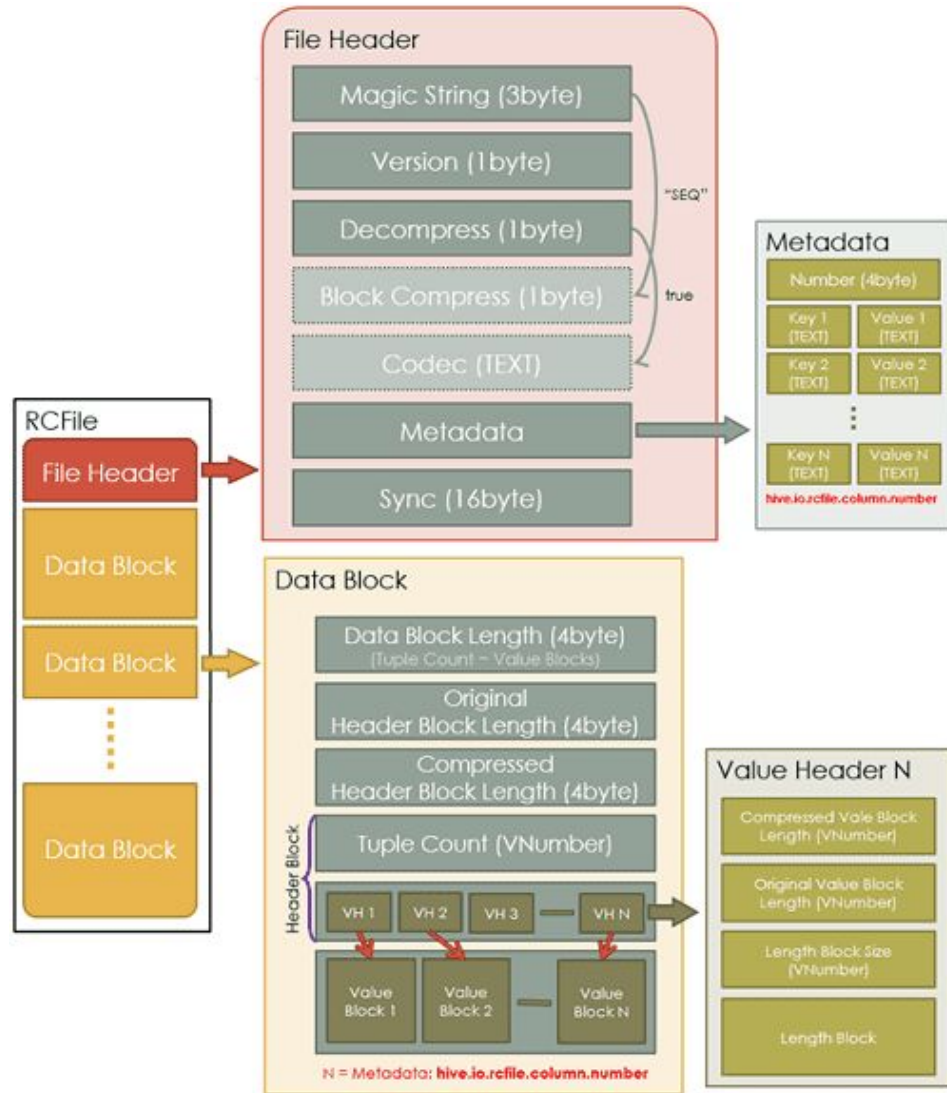 File Header
Magic String (3byte)
Version (1byte)
Decompress (1byte)
Block Compress (1byte)
Codec (TEXT)
Metadata
Sync (16byte)
"SEQ"
true
Metadata
Number (4byte)
Key 1
(TEXT)
Value 1
(TEXT)
Key 2
(TEXT)
Value 2
(TEXT)
Key N
(TEXT)
Value N
(TEXT)
hive.io.rcfile.column.number
RCFile
File Header
Data Block
Data Block
Data Block
Data Block
Data Block Length (4byte)
(Tuple Count ~ Value Blocks)
Original
Header Block Length (4byte)
Compressed
Header Block Length (4byte)
Header Block
Tuple Count (VNumber)
VH 1
VH 2
VH 3
VH N
Value
Block 1
Value
Block 2
Value
Block N
N = Metadata: hive.io.rcfile.column.number
Value Header N
Compressed Vale Block
Length (VNumber)
Original Value Block
Length (VNumber)
Length Block Size
(VNumber)
Length Block